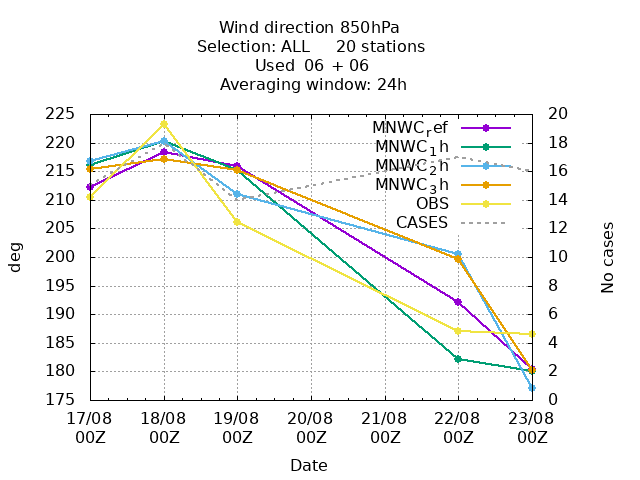 Wind direction 850hPa
Selection: ALL 20 stations
Used 06 + 06
Averaging window: 24h
225
220
215
210
205
200
195
190
185
180
175
deg
20
18
16
14
12
10
8
6
4
2
0
No cases
MNWC_ref
MNWC_1h
MNWC_2h
MNWC_3h
OBS
CASES
17/08 18/08 19/08 20/08 21/08 22/08 23/08
00Z 00Z 00Z 00Z 00Z 00Z 00Z
Date